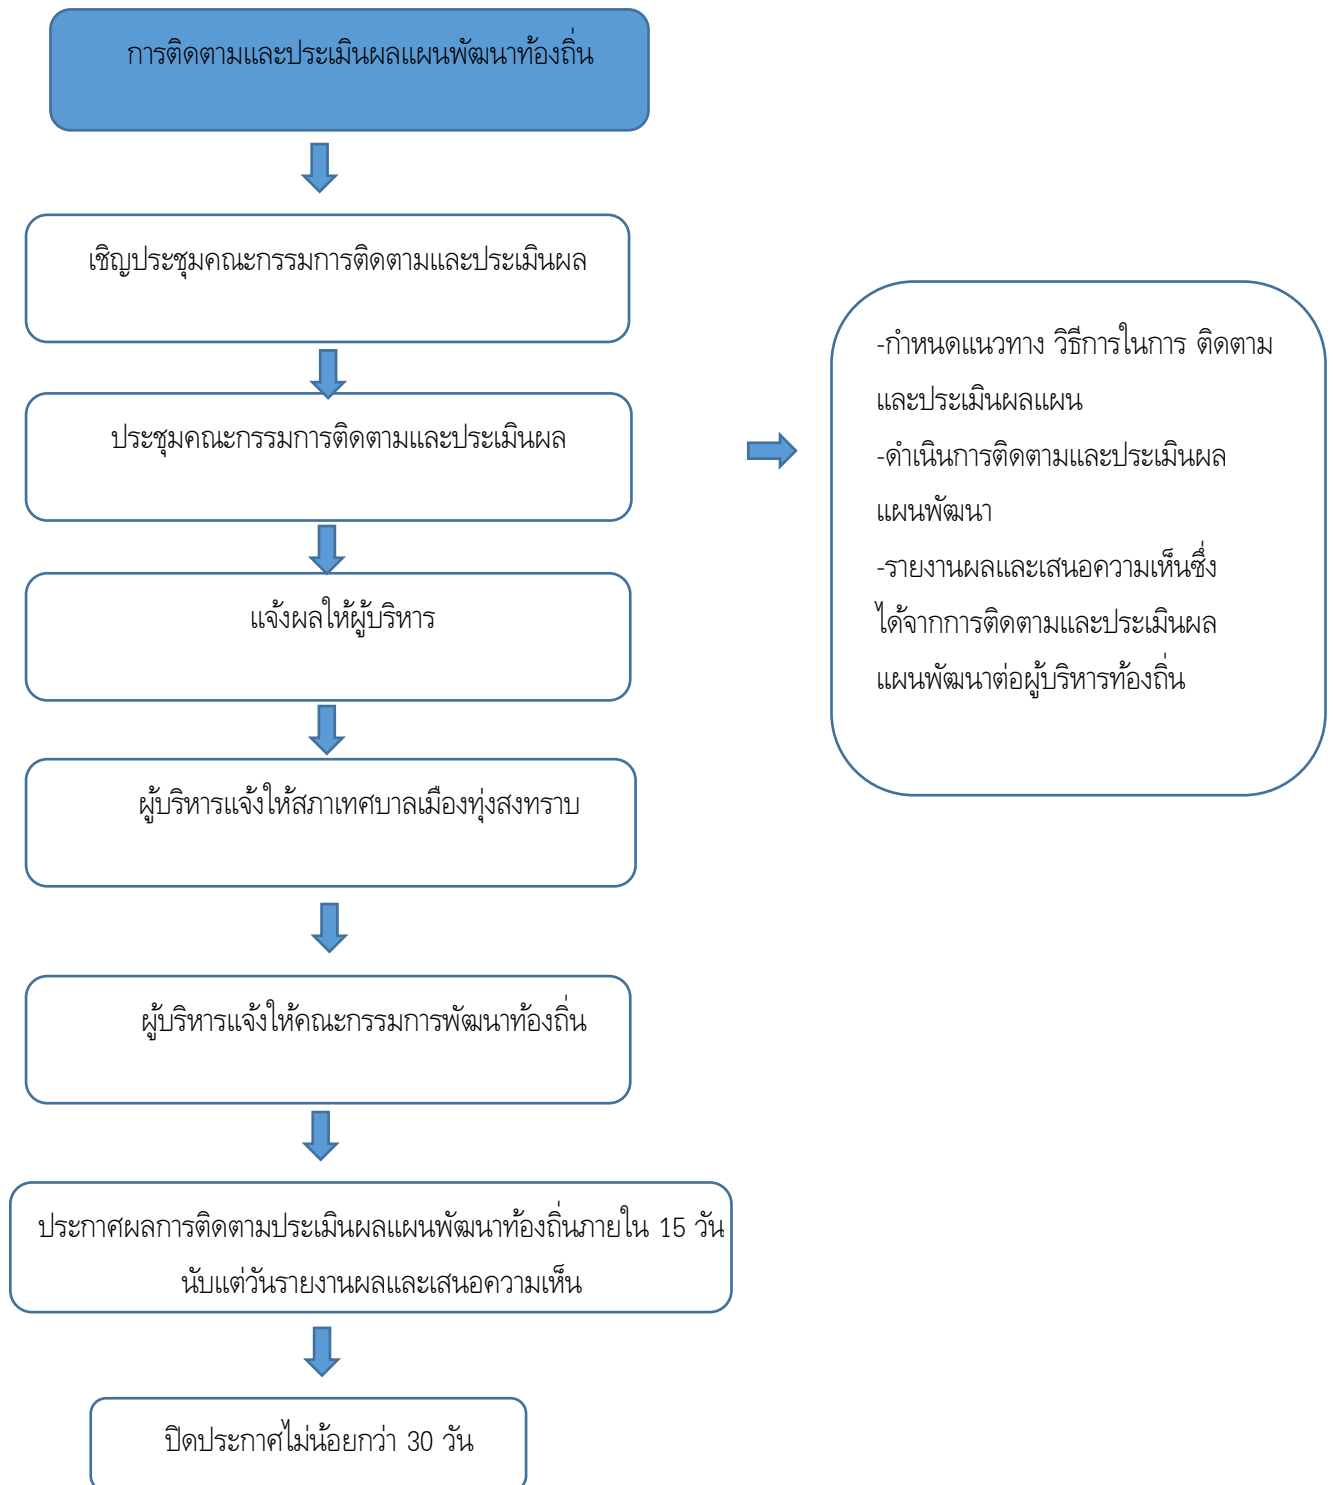 การติดตามและประเมินผลแผนพัฒนาท้องถิ่น
เชิญประชุมคณะกรรมการติดตามและประเมินผล
ประชุมคณะกรรมการติดตามและประเมินผล
-กำหนดแนวทาง วิธีการในการ ติดตาม
และประเมินผลแผน
-ดำเนินการติดตามและประเมินผล
แผนพัฒนา
-รายงานผลและเสนอความเห็นซึ่ง
ได้จากการติดตามและประเมินผล
แผนพัฒนาต่อผู้บริหารท้องถิ่น
แจ้งผลให้ผู้บริหาร
ผู้บริหารแจ้งให้สภาเทศบาลเมืองทุ่งสงทราบ
ผู้บริหารแจ้งให้คณะกรรมการพัฒนาท้องถิ่น
ประกาศผลการติดตามประเมินผลแผนพัฒนาท้องถิ่นภายใน 15 วัน
นับแต่วันรายงานผลและเสนอความเห็น
ปิดประกาศไม่น้อยกว่า 30 วัน